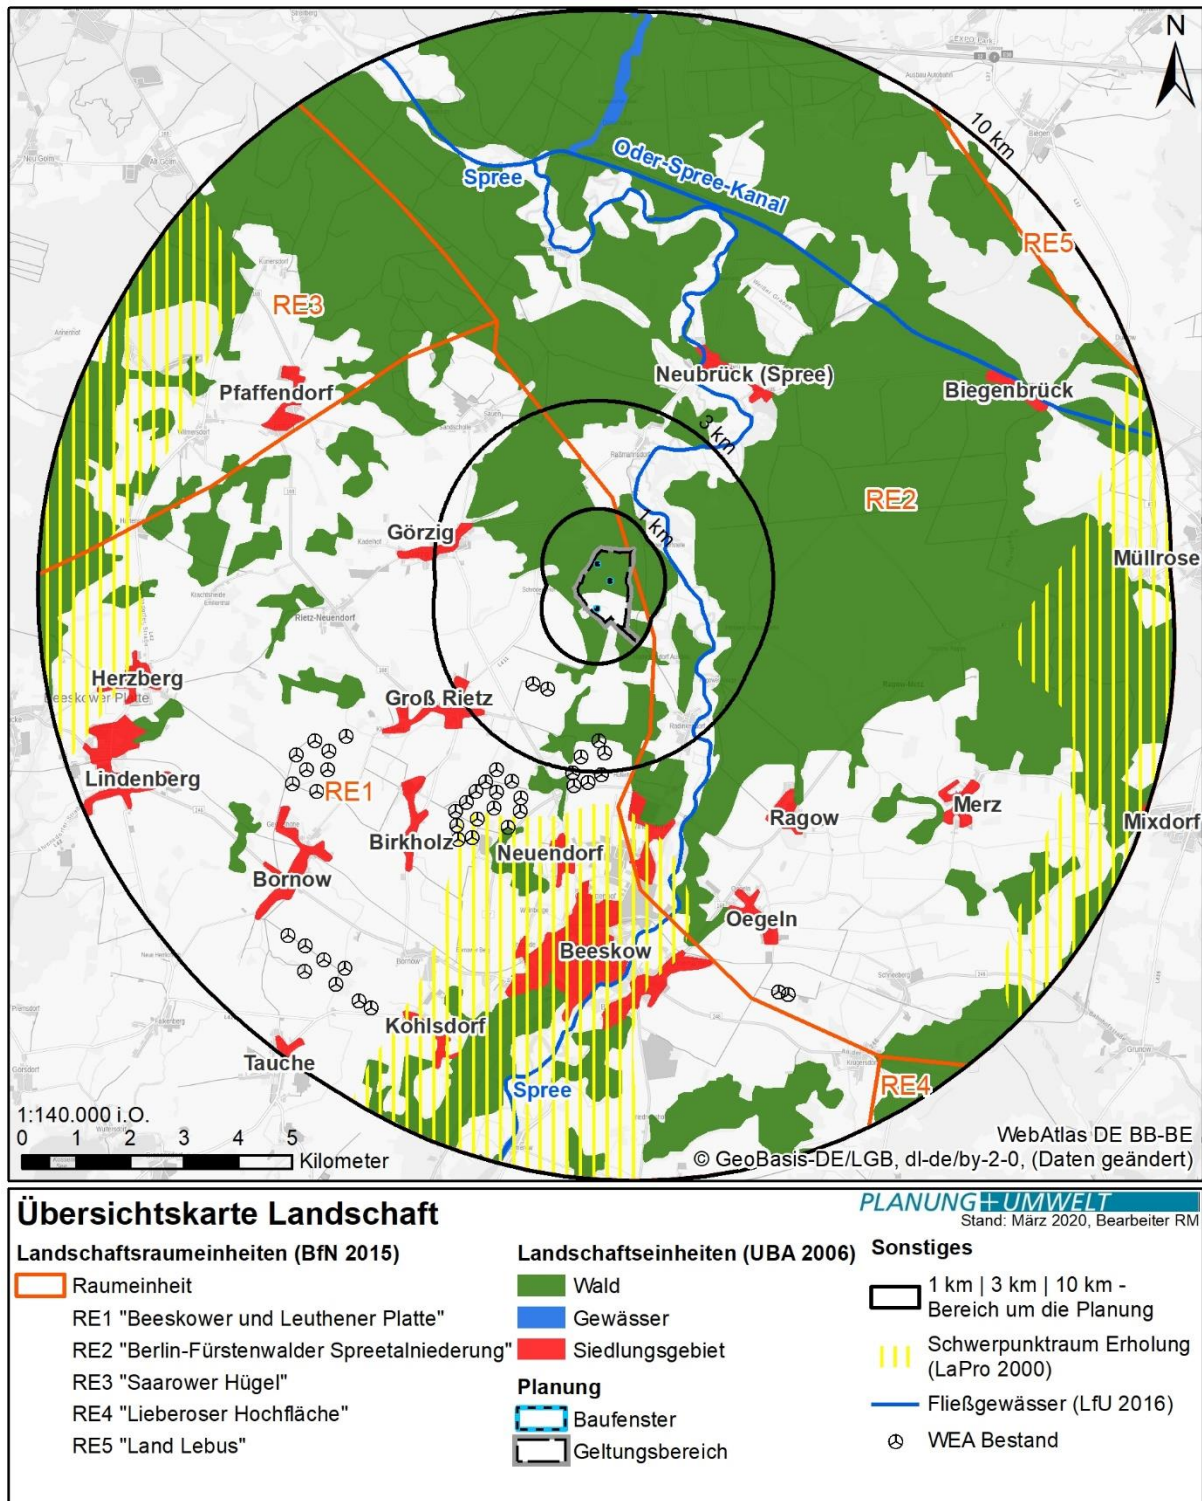 N
10 km
Oder-Spree-Kanal
Spree
RE5
RE3
Neubrück (Spree)
Pfaffendorf
Biegenbrück
3 km
RE2
1 km
Görzig
Müllrose
Rietz-Neuendorf
Herzberg
Beeskower Platte
Groß Rietz
Lindenberg
RE1
Merz
Ragow
Mixdorf
Birkholz
Neuendorf
Bornow
Oegeln
Beeskow
Kohlsdorf
Tauche
RE4
Spree
1:140.000 i.O.
0 1 2 3 4 5
Kilometer
WebAtlas DE BB-BE
© GeoBasis-DE/LGB, dl-de/by-2-0, (Daten geändert)
Übersichtskarte Landschaft
PLANUNG+UMWELT
Stand: März 2020, Bearbeiter RM
Landschaftsraumeinheiten (BfN 2015)
Raumeinheit
RE1 "Beeskower und Leuthener Platte"
RE2 "Berlin-Fürstenwalder Spreetalniederung"
RE3 "Saarower Hügel"
RE4 "Lieberoser Hochfläche"
RE5 "Land Lebus"
Landschaftseinheiten (UBA 2006)
Wald
Gewässer
Siedlungsgebiet
Planung
Baufenster
Geltungsbereich
Sonstiges
1 km | 3 km | 10 km -
Bereich um die Planung
Schwerpunktraum Erholung
(LaPro 2000)
Fließgewässer (LfU 2016)
WEA Bestand